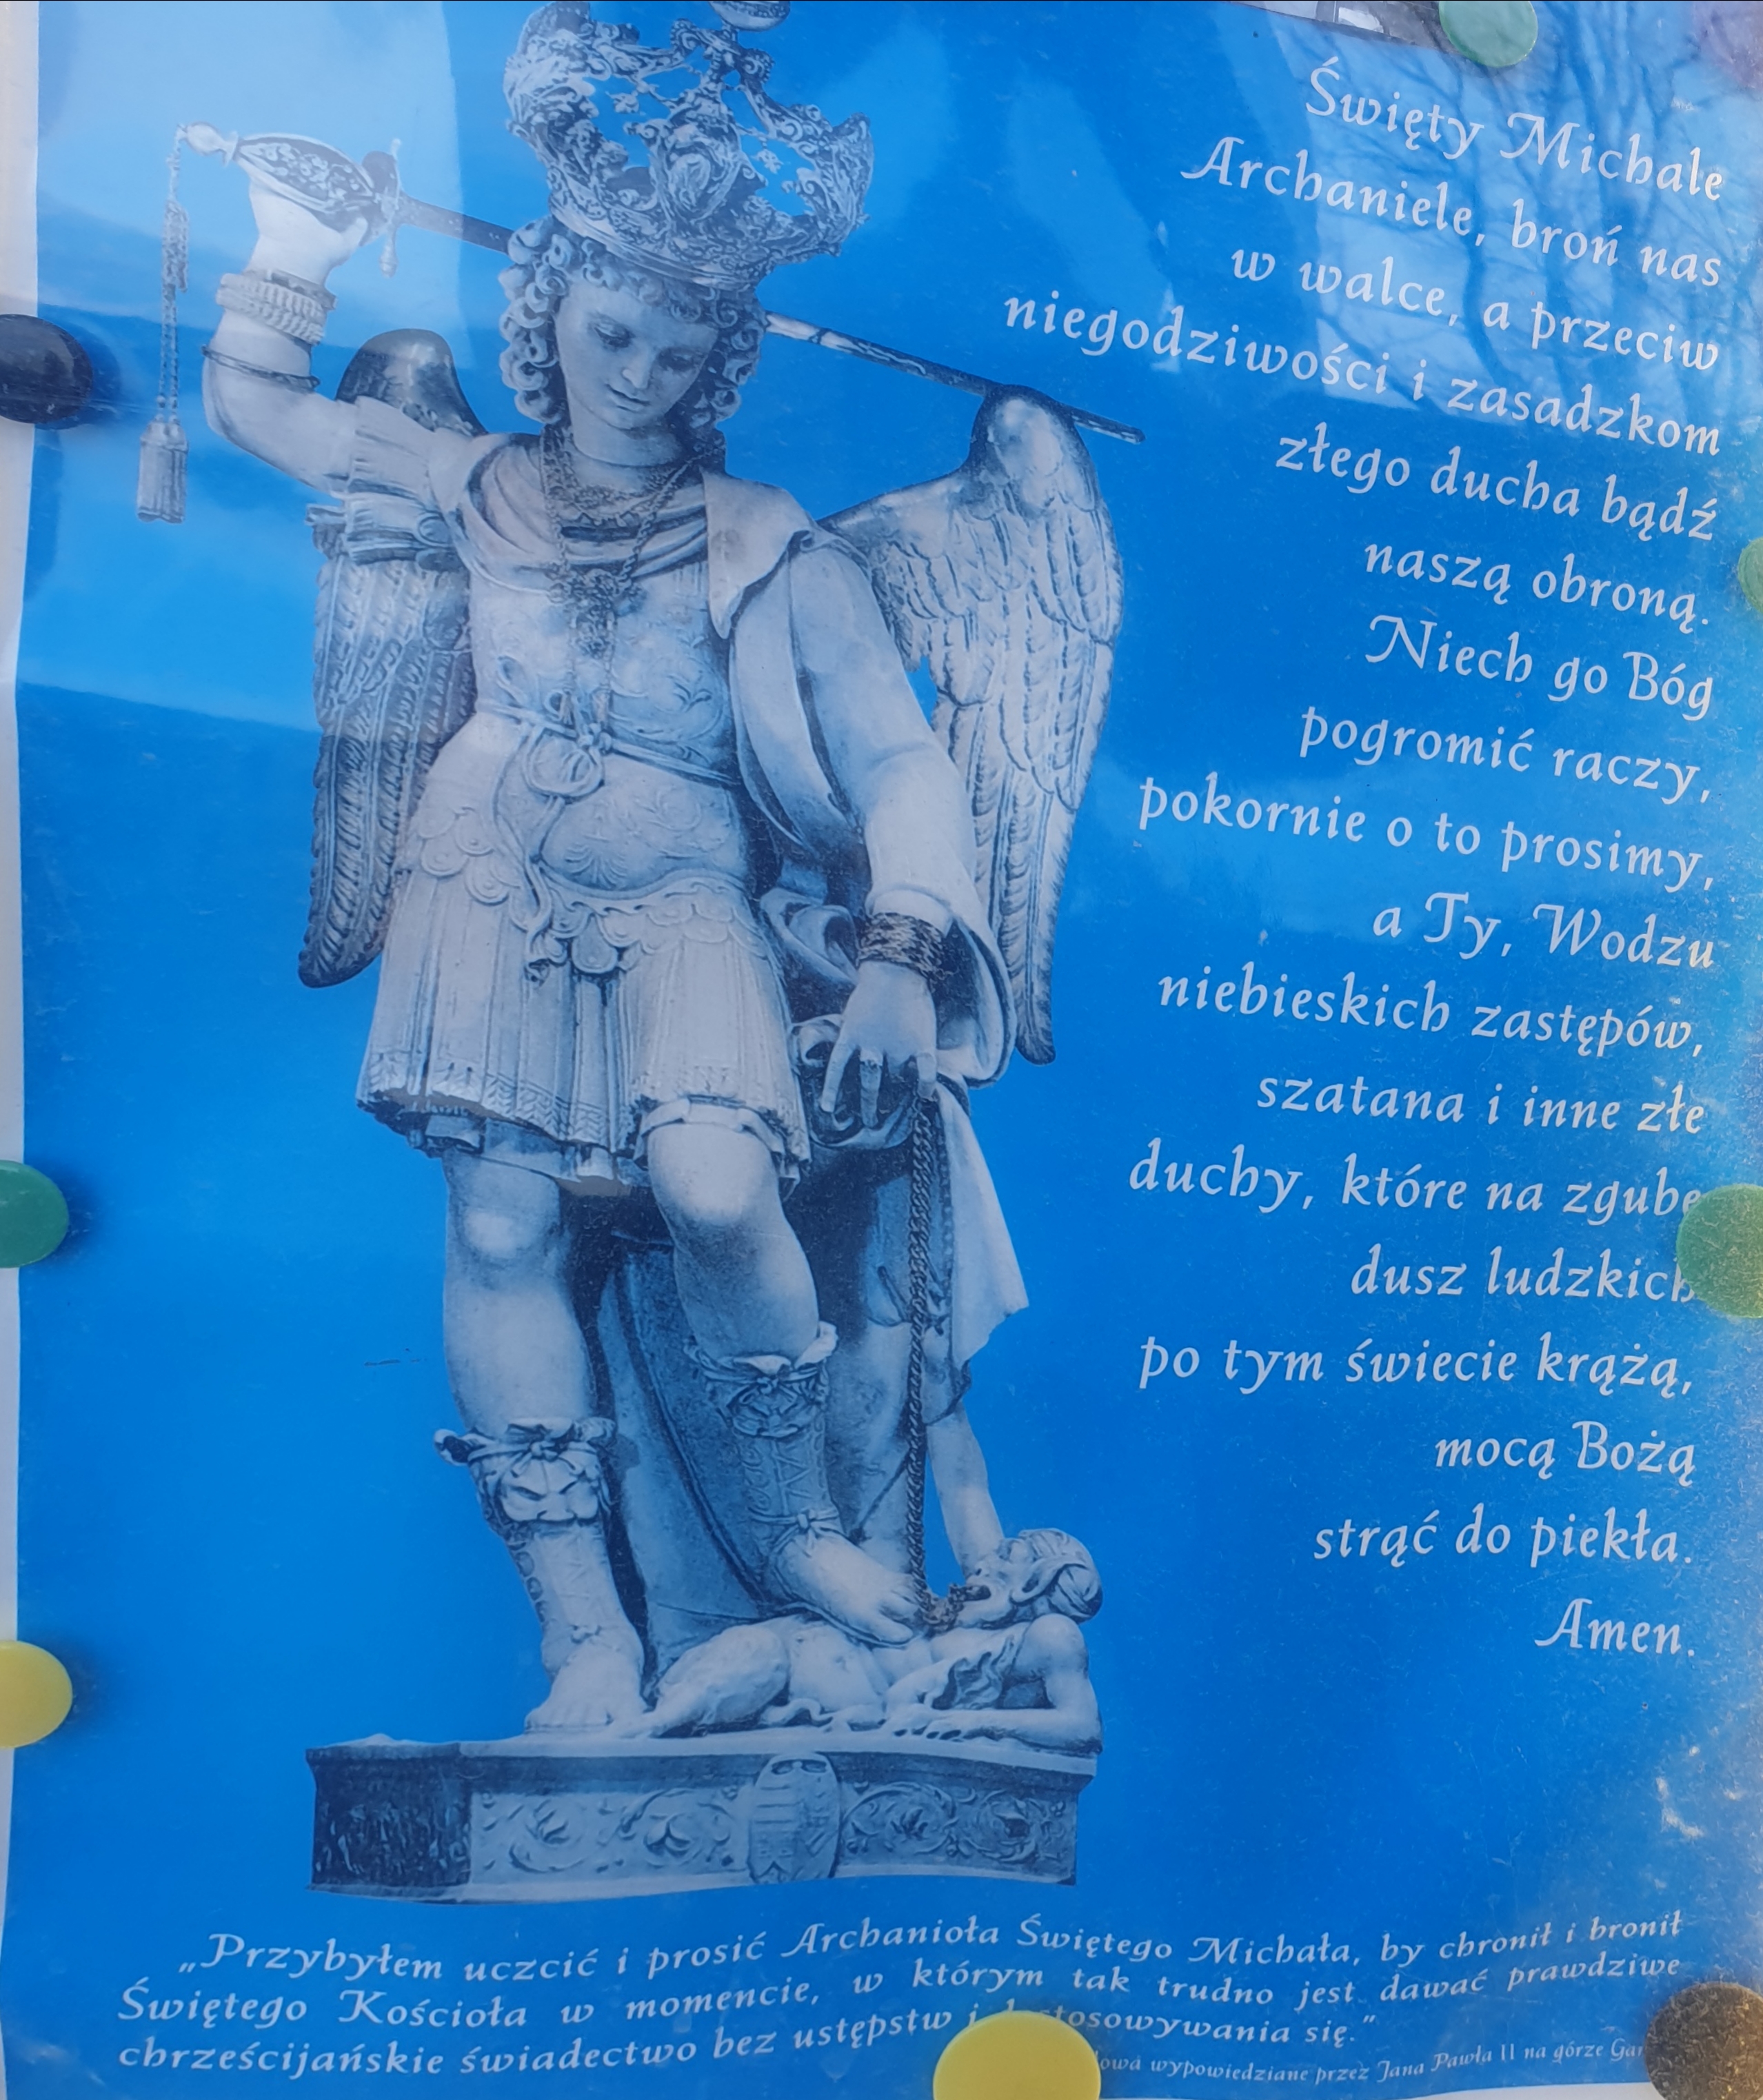 Święty Michale
Archaniele, broń nas
w walce, a przeciw
niegodziwości i zasadzkom
złego ducha bądź
naszą obroną.
Niech go Bóg
pogromić raczy,
pokornie o to prosimy,
a Ty, Wodzu
niebieskich zastępów,
szatana i inne złe
duchy, które na zgubę
dusz ludzkich
po tym świecie krążą,
mocą Bożą
strąć do piekła.
Amen.
„Przybyłem uczcić i prosić Archanioła Świętego Michała, by chronił i bronił
Świętego Kościoła w momencie, w którym tak trudno jest dawać prawdziwe
chrześcijańskie świadectwo bez ustępstw i się.”
wypowiedziane przez Jana Pawła II na górze